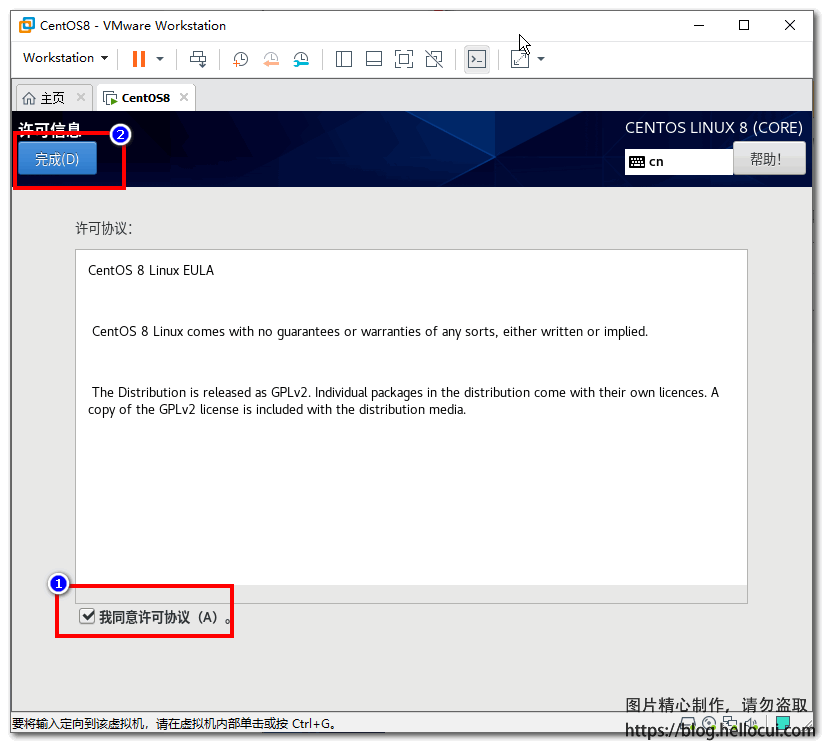 CentOS8 - VMware Workstation
Workstation
主页
CentOS8
许可信息
2
CENTOS LINUX 8 (CORE)
完成(D)
cn
帮助!
许可协议:
CentOS 8 Linux EULA
CentOS 8 Linux comes with no guarantees or warranties of any sorts, either written or implied.
The Distribution is released as GPLv2. Individual packages in the distribution come with their own licences. A
copy of the GPLv2 license is included with the distribution media.
1
我同意许可协议（A）。
图片精心制作，请勿盗取
要将输入定向到该虚拟机，请在虚拟机内部单击或按 Ctrl+G。
https://blog.hellocui.com